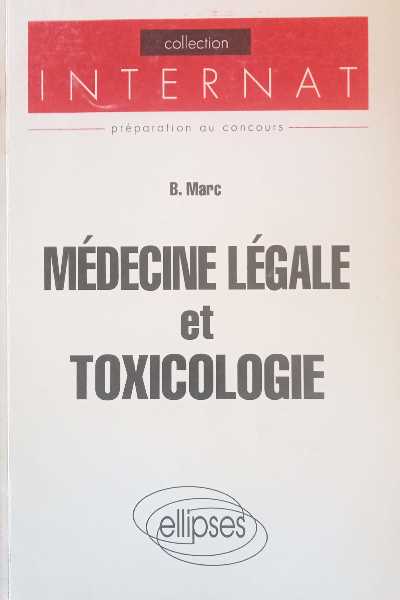 collection
INTERNAT
préparation au concours
B. Marc
MÉDECINE LÉGALE
et
TOXICOLOGIE
ellipses